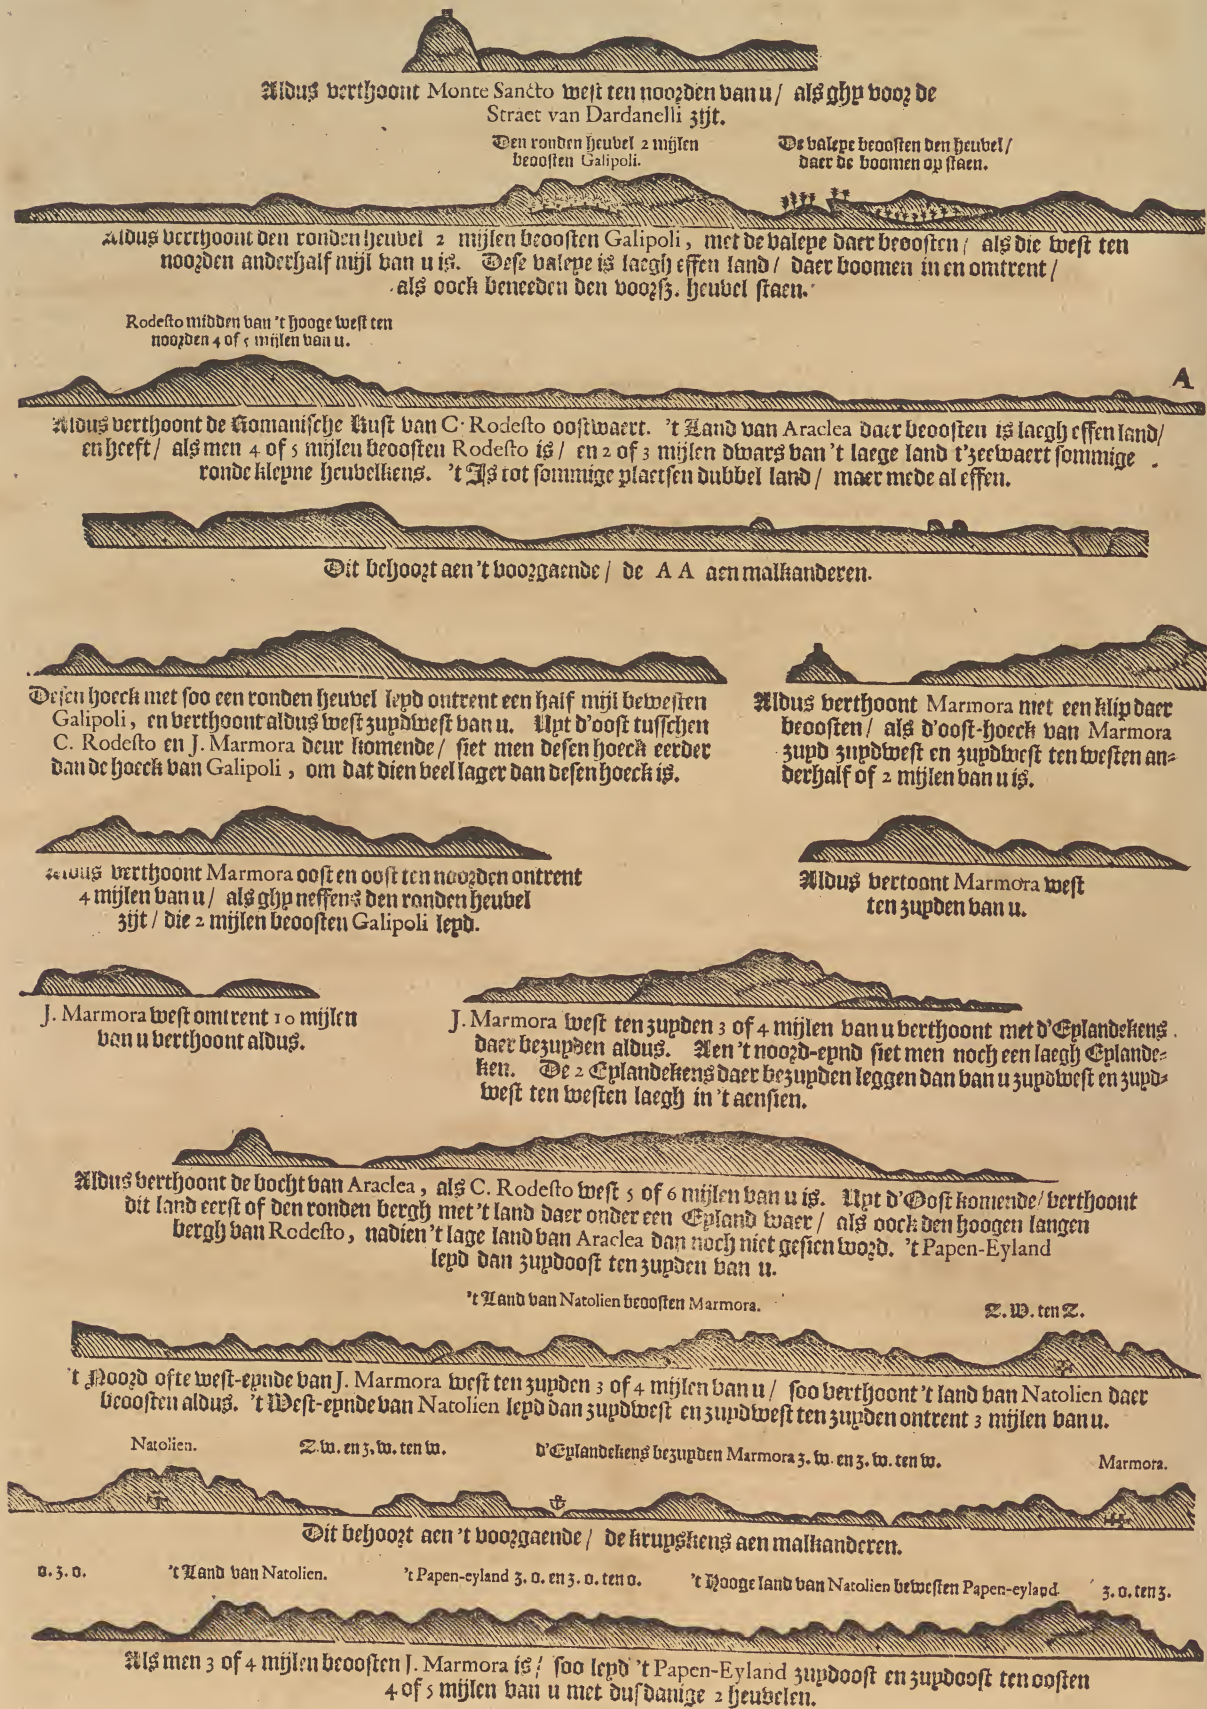 Aldus verthoont Monte Sancto west ten noorden van u / als ghy voor de
Straet van Dardanelli zijt.
Den ronden heuvel 2 mijlen
beoosten Galipoli.
De valeye beoosten den heuvel /
daer de boomen op staen.
Aldus verthoont den ronden heuvel 2 mijlen beoosten Galipoli, met de valeye daer beoosten / als die west ten
noorden anderhalf mijl van u is. Dese valeye is laegh effen land / daer boomen in en omtrent /
als oock beneeden den voorsz. heuvel staen.
Rodesto midden van 't hooge west ten
noorden 4 of 5 mijlen van u.
A
Aldus verthoont de Romanische Kust van C. Rodesto oostwaert. 't Land van Araclea daer beoosten is laegh effen land /
en heeft / als men 4 of 5 mijlen beoosten Rodesto is / en 2 of 3 mijlen dwars van 't laege land t'zeewaert sommige
ronde kleyne heubelkens. 't Is tot sommige plaetsen dubbel land / maer mede al effen.
Dit behoort aen 't voorgaende / de A A aen malkanderen.
Desen hoeck met soo een ronden heuvel leyd ontrent een half mijl bewesten
Galipoli, en verthoont aldus west zuydwest van u. Uyt d'oost tusschen
C. Rodesto en J. Marmora deur komende / siet men desen hoeck eerder
dan de hoeck van Galipoli, om dat dien veel lager dan desen hoeck is.
Aldus verthoont Marmora met een klip daer
beoosten / als d'oost-hoeck van Marmora
zuyd zuydwest en zuydwest ten westen an-
derhalf of 2 mijlen van u is.
Aldus verthoont Marmora oost en oost ten noorden ontrent
4 mijlen van u / als ghy neffens den ronden heuvel
zijt / die 2 mijlen beoosten Galipoli leyd.
Aldus vertoont Marmora west
ten zuyden van u.
J. Marmora west omtrent 10 mijlen
van u verthoont aldus.
J. Marmora west ten zuyden 3 of 4 mijlen van u verthoont met d'Eylandekens
daer bezuyden aldus. Aen 't noord-eynd siet men noch een laegh Eylande-
ken. De 2 Eylandekens daer bezuyden leggen dan van u zuydwest en zuyd-
west ten westen laegh in 't aensien.
Aldus verthoont de bocht van Araclea, als C. Rodesto west 5 of 6 mijlen van u is. Uyt d'Oost komende / verthoont
dit land eerst of den ronden bergh met 't land daer onder een Eyland waer / als oock den hoogen langen
bergh van Rodesto, nadien 't lage land van Araclea dan noch niet gesien word. 't Papen-Eyland
leyd dan zuydoost ten zuyden van u.
't Land van Natolien beoosten Marmora.
Z. W. ten Z.
't Noord ofte west-eynde van J. Marmora west ten zuyden 3 of 4 mijlen van u / soo verthoont 't land van Natolien daer
beoosten aldus. 't West-eynde van Natolien leyd dan zuydwest en zuydwest ten zuyden ontrent 3 mijlen van u.
Natolien.
Z. w. en z. w. ten w.
d'Eylandekens bezuyden Marmora z. w. en z. w. ten w.
Marmora.
Dit behoort aen 't voorgaende / de kruyskens aen malkanderen.
o. z. o.
't Land van Natolien.
't Papen-eyland z. o. en z. o. ten o.
't Hooge land van Natolien bewesten Papen-eyland
z. o. ten z.
Als men 3 of 4 mijlen beoosten J. Marmora is / soo leyd 't Papen-Eyland zuydoost en zuydoost ten oosten
4 of 5 mijlen van u met dusdanige 2 heuvelen.